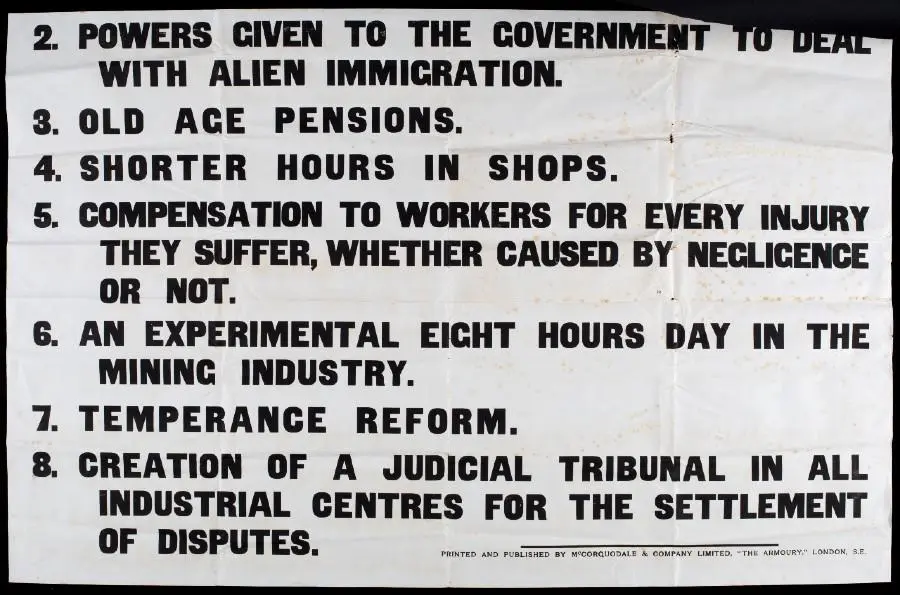 2. POWERS GIVEN TO THE GOVERNMENT TO DEAL
WITH ALIEN IMMIGRATION.
3. OLD AGE PENSIONS.
4. SHORTER HOURS IN SHOPS.
5. COMPENSATION TO WORKERS FOR EVERY INJURY
THEY SUFFER, WHETHER CAUSED BY NEGLIGENCE
OR NOT.
6. AN EXPERIMENTAL EIGHT HOURS DAY IN THE
MINING INDUSTRY.
7. TEMPERANCE REFORM.
8. CREATION OF A JUDICIAL TRIBUNAL IN ALL
INDUSTRIAL CENTRES FOR THE SETTLEMENT
OF DISPUTES.
PRINTED AND PUBLISHED BY McCORQUODALE & COMPANY LIMITED, "THE ARMOURY," LONDON, S.E.